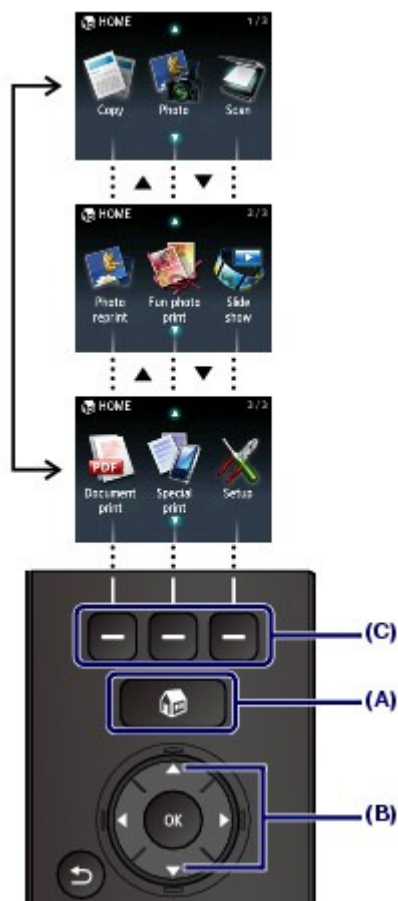 HOME 1/3
Copy Photo Scan
HOME 2/3
Photo reprint Fun photo print Slide show
HOME 3/3
PDF
Document print Special print Setup
(C)
(A)
OK
(B)